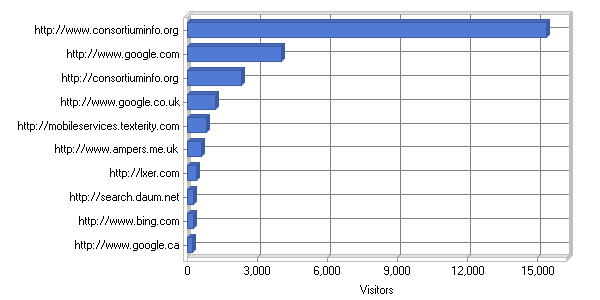 http://www.consortiuminfo.org
http://www.google.com
http://consortiuminfo.org
http://www.google.co.uk
http://mobileservices.texterity.com
http://www.ampers.me.uk
http://lxer.com
http://search.daum.net
http://www.bing.com
http://www.google.ca
0 3,000 6,000 9,000 12,000 15,000
Visitors